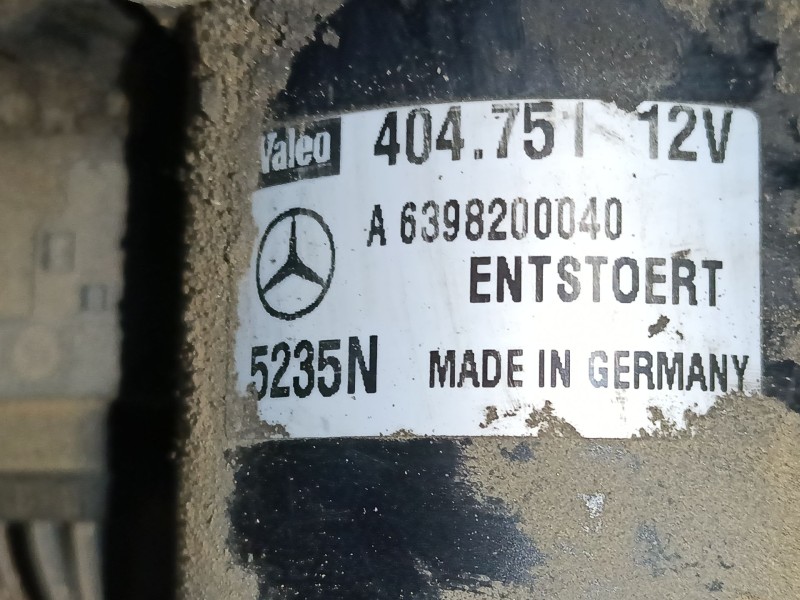 Valeo 404.751 12V
A 6398200040
ENTSTOERT
5235N MADE IN GERMANY